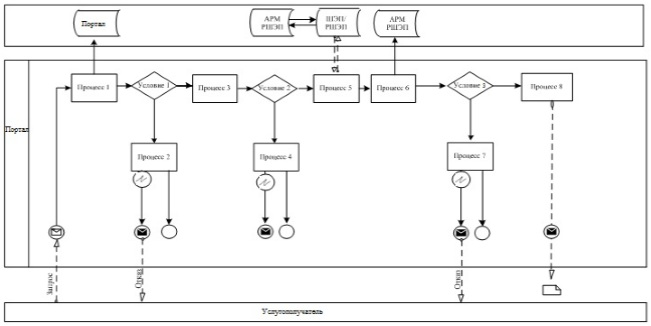 Портал
АРМ
РШЭП
ШЭП/
РШЭП
АРМ
РШЭП
Процесс 1
Условие 1
Процесс 3
Условие 2
Процесс 5
Процесс 6
Условие 3
Процесс 8
Портал
Процесс 2
Процесс 4
Процесс 7
Запрос
Отказ
Отказ
Услугополучатель